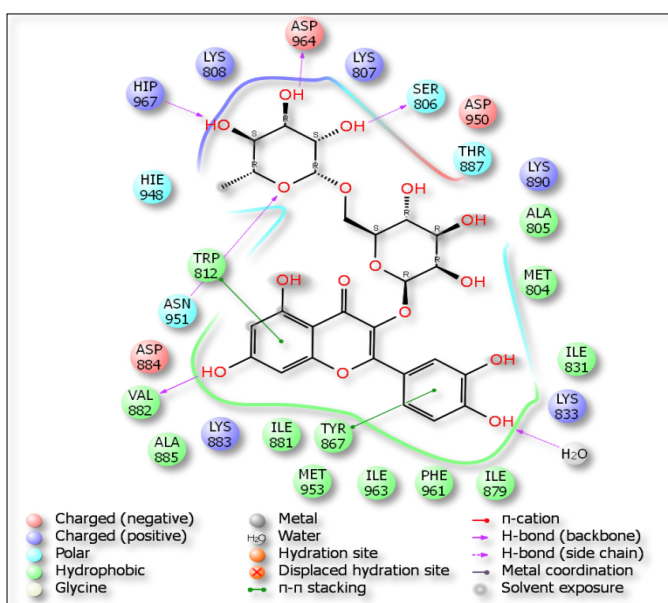 ASP
964
LYS
808
LYS
807
HIP
967
OH
SER
806
ASP
950
HO
OH
S
R
S
R
R
THR
887
HIE
948
O
O
OH
LYS
890
ALA
805
OH
R
S
R
TRP
812
O
R
R
OH
OH
MET
804
OH
O
O
ASN
951
ASP
884
HO
O
OH
ILE
831
VAL
882
LYS
833
OH
ALA
885
LYS
883
ILE
881
TYR
867
H₂O
MET
953
ILE
963
PHE
961
ILE
879
Charged (negative)
Charged (positive)
Polar
Hydrophobic
Glycine
Metal
H₂O Water
Hydration site
Displaced hydration site
π-π stacking
π-cation
H-bond (backbone)
H-bond (side chain)
Metal coordination
Solvent exposure